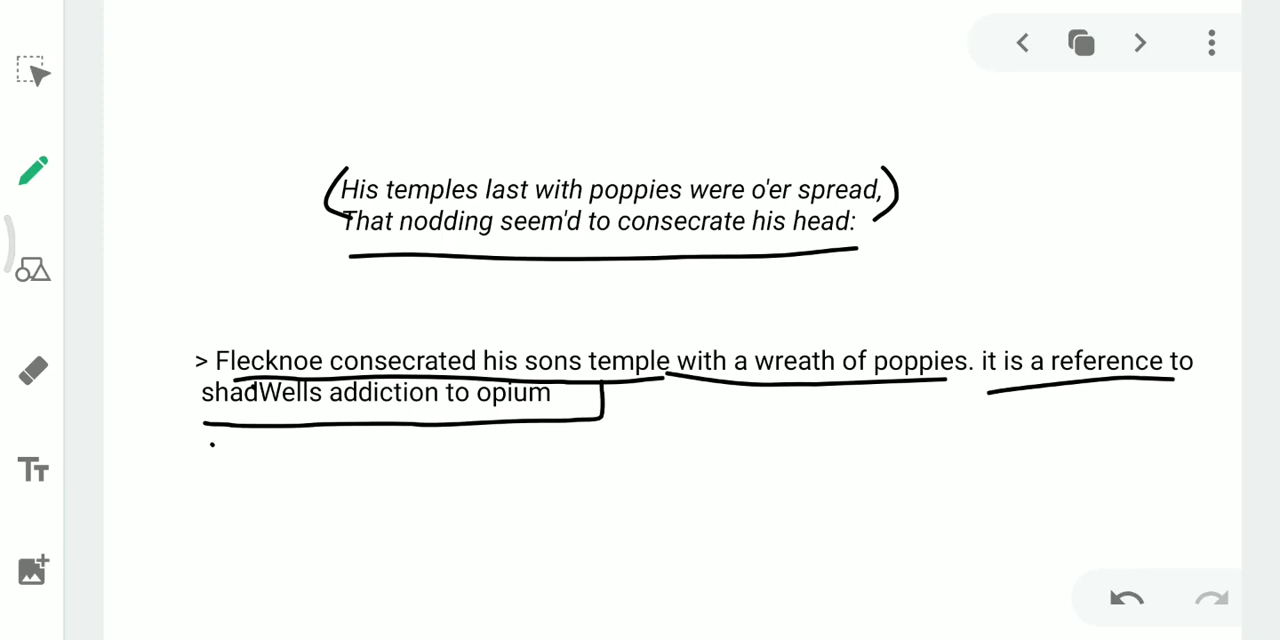 His temples last with poppies were o'er spread,
That nodding seem'd to consecrate his head:
> Flecknoe consecrated his sons temple with a wreath of poppies. it is a reference to
shadWells addiction to opium
TT